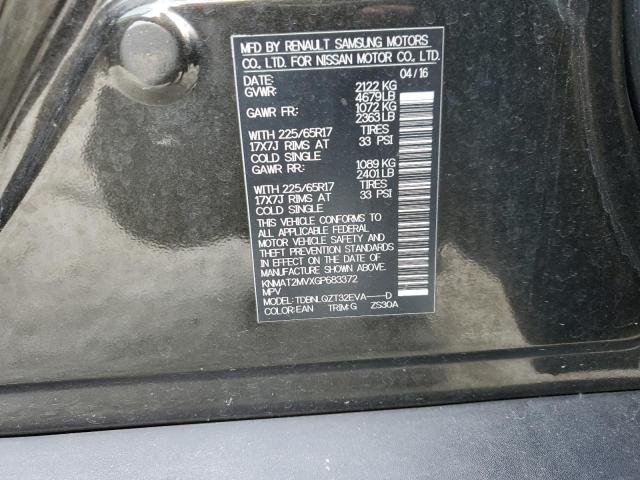 MFD BY RENAULT SAMSUNG MOTORS
CO., LTD. FOR NISSAN MOTOR CO., LTD.
DATE: 04/16
GVWR: 2122 KG
4679LB
GAWR FR: 1072 KG
2363LB
WITH 225/65R17 TIRES
17X7J RIMS AT 33 PSI
COLD SINGLE
GAWR RR: 1089 KG
2401LB
WITH 225/65R17 TIRES
17X7J RIMS AT 33 PSI
COLD SINGLE
THIS VEHICLE CONFORMS TO
ALL APPLICABLE FEDERAL
MOTOR VEHICLE SAFETY AND
THEFT PREVENTION STANDARDS
IN EFFECT ON THE DATE OF
MANUFACTURE SHOWN ABOVE.
KNMAT2MVXGP683372
MPV
MODEL: TDBNLQZT32EVA----D
COLOR:EAN TRIM:G ZS30A